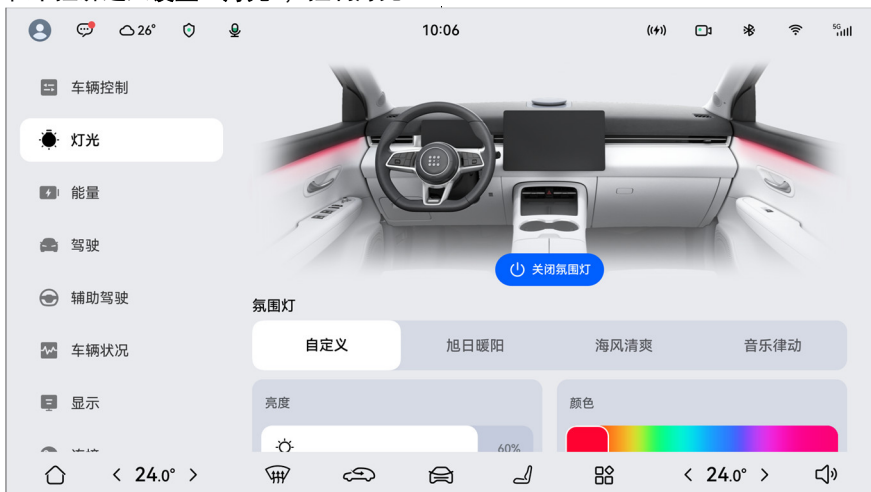 26°
10:06
5G
车辆控制
灯光
能量
驾驶
辅助驾驶
车辆状况
显示
关闭氛围灯
氛围灯
自定义 旭日暖阳 海风清爽 音乐律动
亮度
60%
颜色
24.0° 24.0°